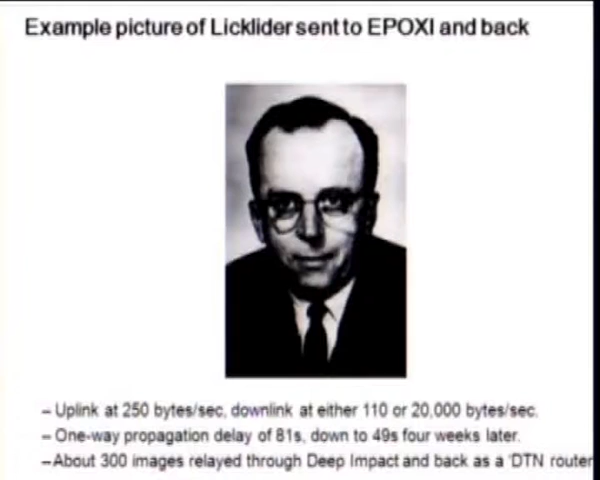 Example picture of Licklider sent to EPOXI and back
– Uplink at 250 bytes/sec, downlink at either 110 or 20,000 bytes/sec.
– One-way propagation delay of 81s, down to 49s four weeks later.
– About 300 images relayed through Deep Impact and back as a 'DTN router